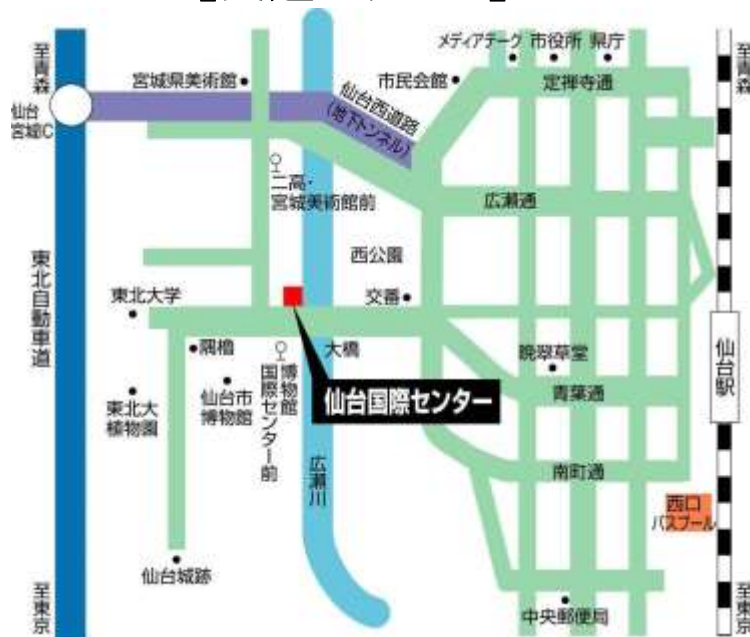 至青森
仙台
宮城IC
宮城県美術館
仙台西道路
(地下トンネル)
メディアテーク
市役所
県庁
市民会館
定禅寺通
至青森
二高・
宮城美術館前
広瀬通
西公園
東北自動車道
東北大学
交番
隅櫓
大橋
晩翠草堂
仙台駅
東北大
植物園
仙台市
博物館
博物館
国際センター前
仙台国際センター
青葉通
広瀬川
南町通
西口
バスプール
仙台城跡
中央郵便局
至東京
至東京